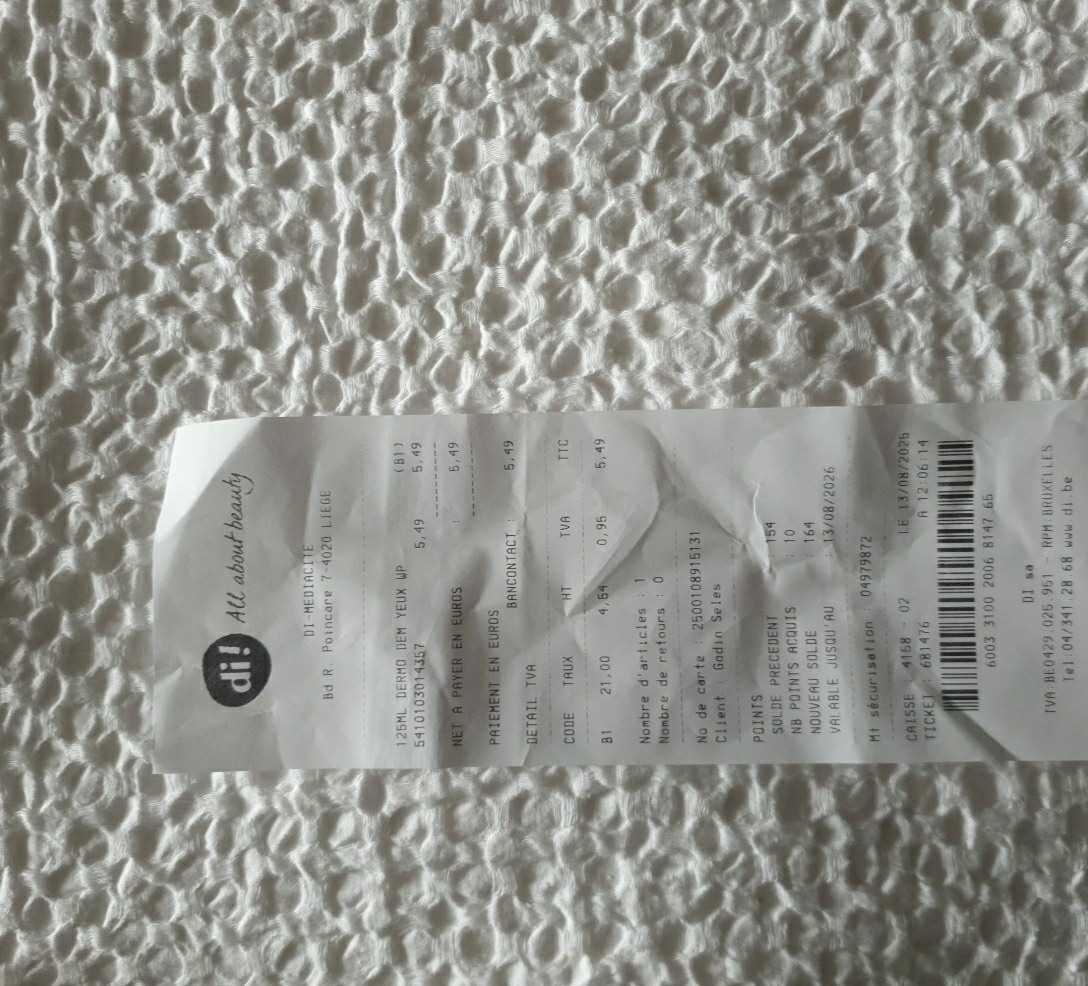 di! All about beauty
DI-MEDIACITE
Bd R. Poincare 7-4020 LIEGE
125ML DERMO DEM YEUX WP (B1)
5410103014357 5,49 5,49
NET A PAYER EN EUROS : 5,49
PAIEMENT EN EUROS
BANCONTACT : 5,49
DETAIL TVA
CODE TAUX HT TVA TTC
B1 21,00 4,54 0,95 5,49
Nombre d'articles : 1
Nombre de retours : 0
No de carte : 2500108915131
Client : Godin Seles
POINTS
SOLDE PRECEDENT : 154
NB POINTS ACQUIS : 10
NOUVEAU SOLDE : 164
VALABLE JUSQU'AU : 13/08/2026
Mt sécurisation : 04979872
CAISSE : 4168 - 02 LE 13/08/2025
TICKET : 681476 A 12:06:14
6003 3100 2006 8147 65
DI sa
TVA BE0429.026 951 - RPM BRUXELLES
Tel:04/341 28 68 www di.be